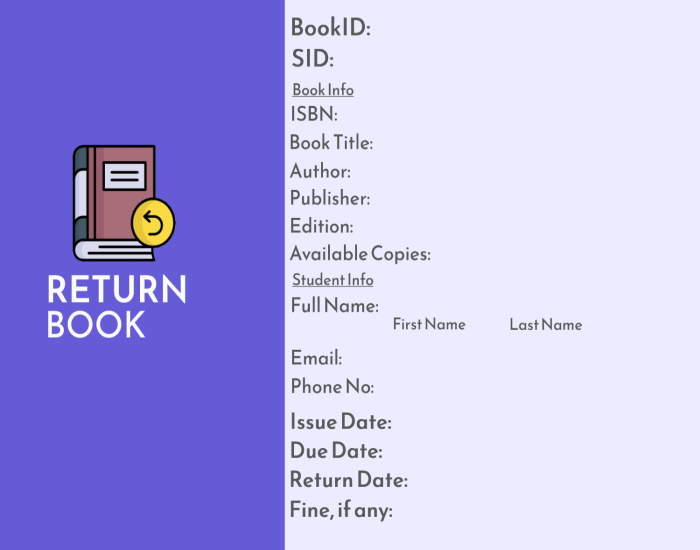 RETURN
BOOK
BookID:
SID:
Book Info
ISBN:
Book Title:
Author:
Publisher:
Edition:
Available Copies:
Student Info
Full Name:
First Name Last Name
Email:
Phone No:
Issue Date:
Due Date:
Return Date:
Fine, if any: